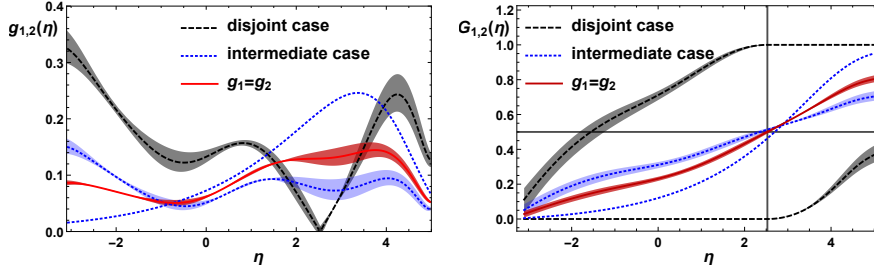 g1,2(η)
0.4
0.3
0.2
0.1
0.0
disjoint case
intermediate case
g1=g2
−2
0
2
4
η
G1,2(η)
1.0
0.8
0.6
0.4
0.2
0.0
disjoint case
intermediate case
g1=g2
−2
0
2
4
η